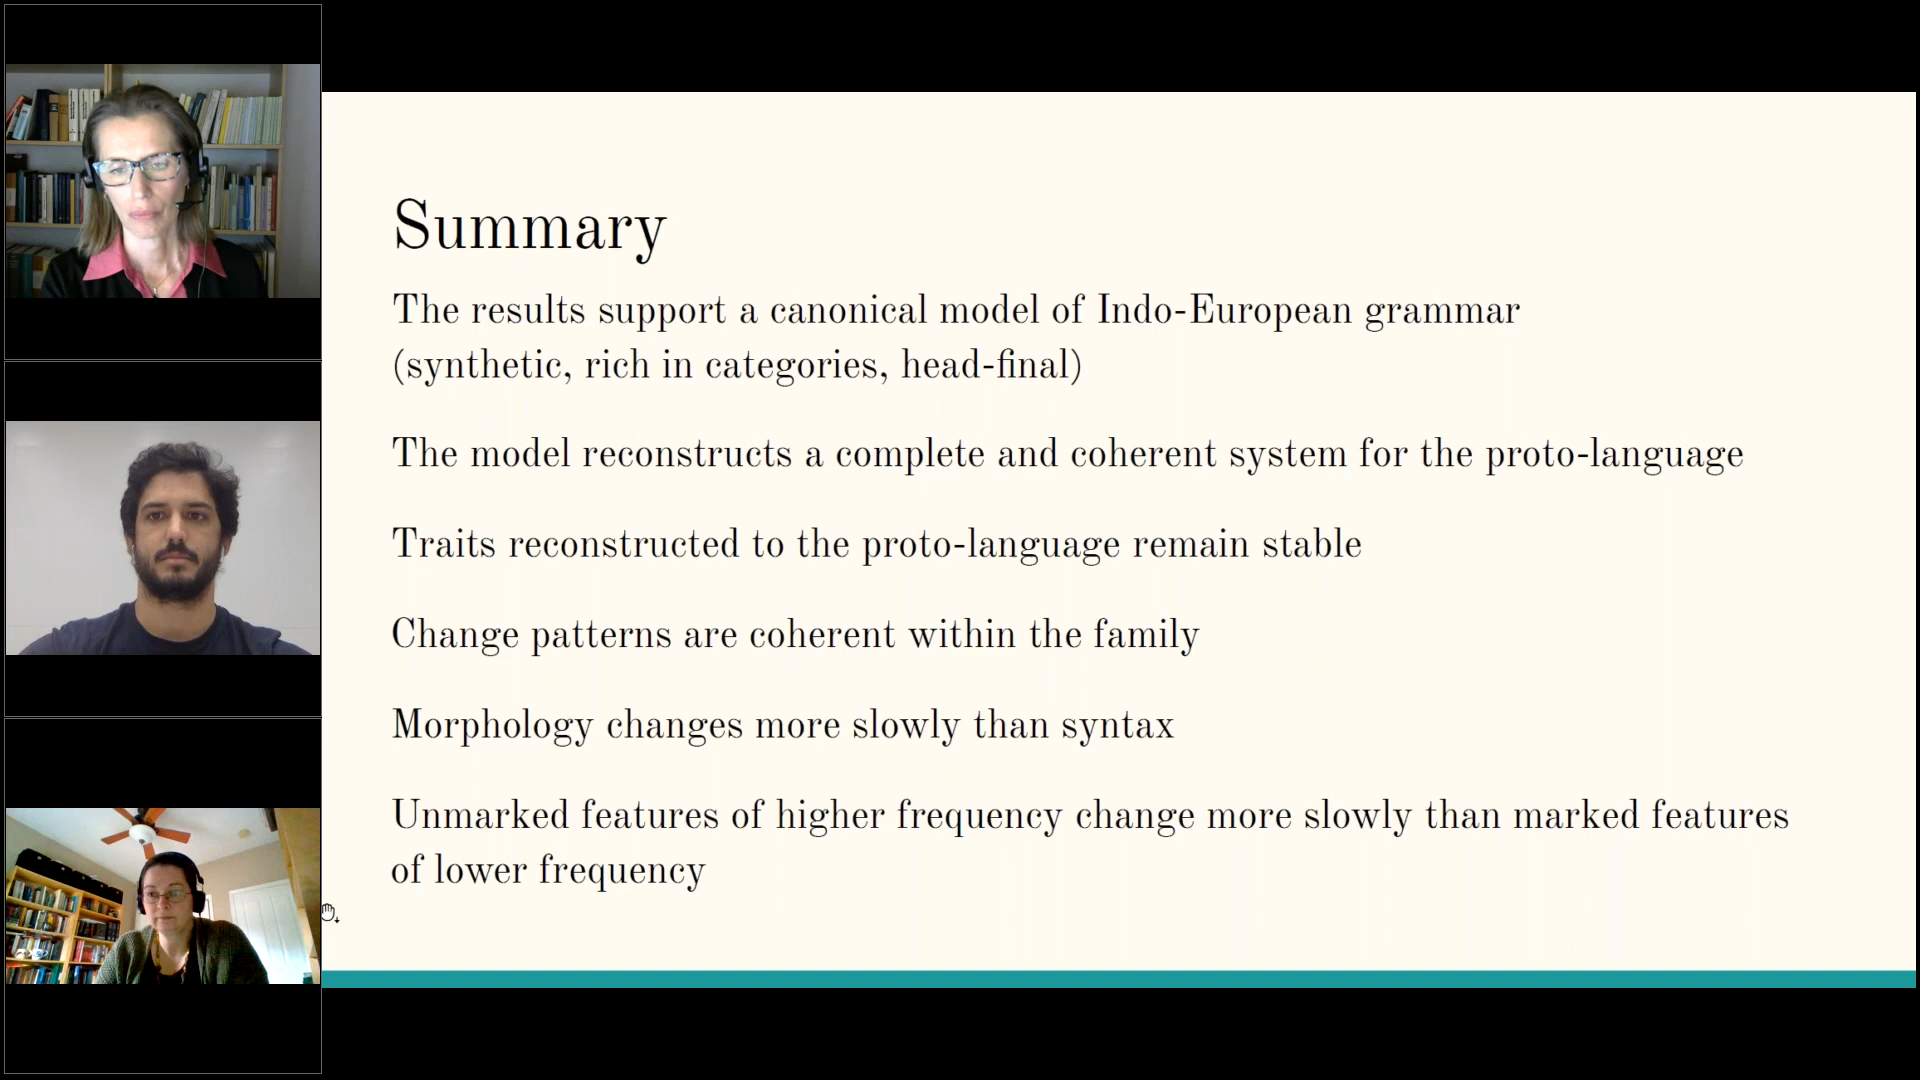 Summary
The results support a canonical model of Indo-European grammar
(synthetic, rich in categories, head-final)
The model reconstructs a complete and coherent system for the proto-language
Traits reconstructed to the proto-language remain stable
Change patterns are coherent within the family
Morphology changes more slowly than syntax
Unmarked features of higher frequency change more slowly than marked features
of lower frequency